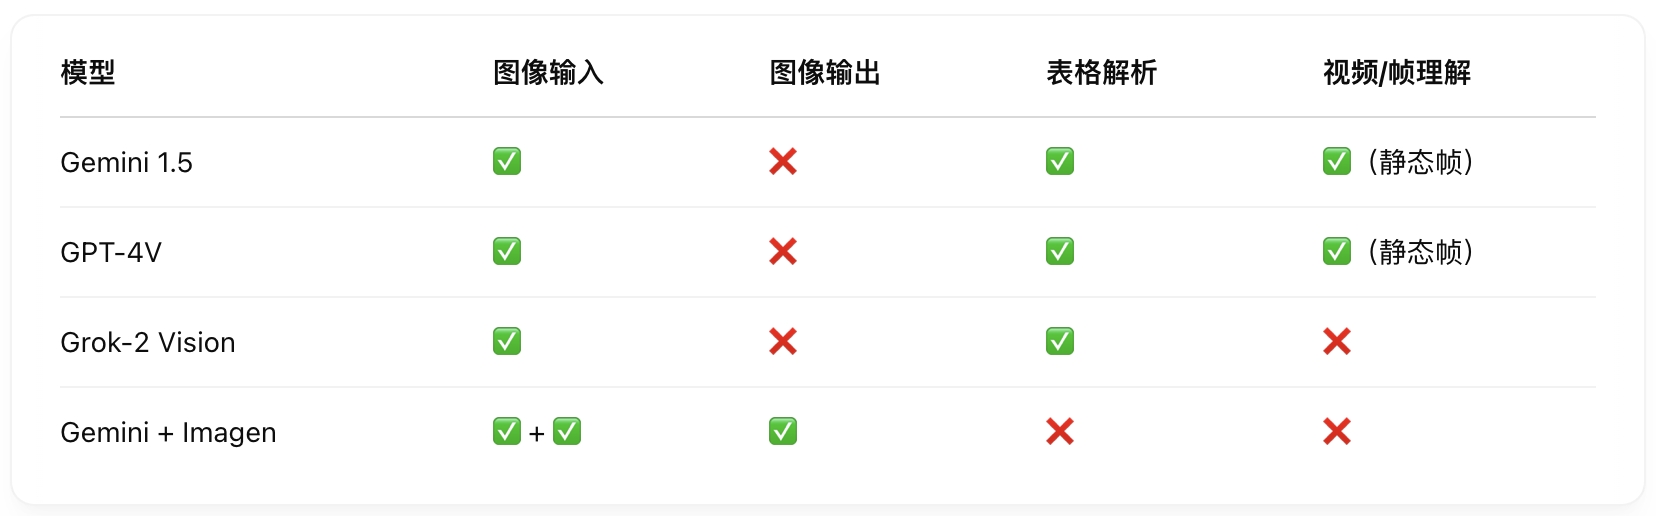 模型 图像输入 图像输出 表格解析 视频/帧理解
Gemini 1.5 ✅ ❌ ✅ ✅（静态帧）
GPT-4V ✅ ❌ ✅ ✅（静态帧）
Grok-2 Vision ✅ ❌ ✅ ❌
Gemini + Imagen ✅ + ✅ ✅ ❌ ❌